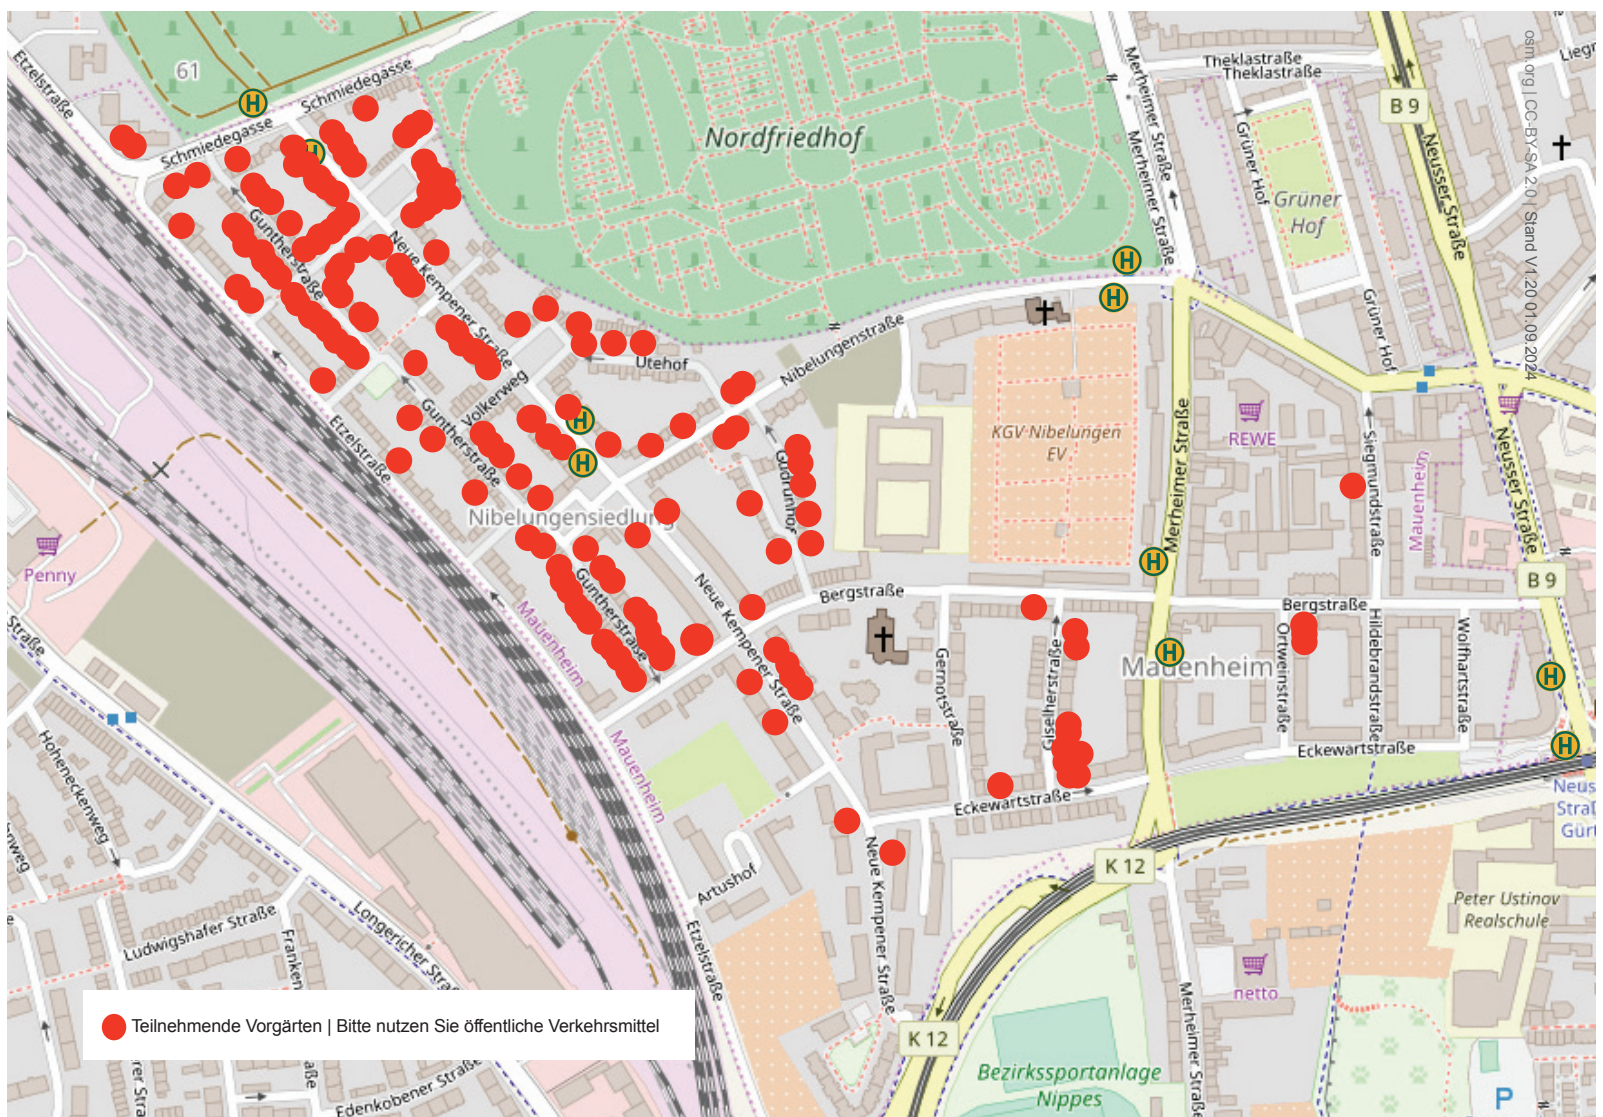 Etzelstraße
61
Schmiedegasse
Schmiedegasse
H
H
Nordfriedhof
Merheimer Straße
Merheimer Straße
Merheimer Straße
Theklastraße
Theklastraße
B 9
Neusser Straße
Grüner Hof
Grüner
Hof
Grüner Hof
osm.org | CC-BY-SA 2.0 | Stand V1.20 01.09.2024
Guntherstraße
Neue Kempener Straße
H
H
Utehof
Nibelungenstraße
Volkerweg
Guntherstraße
Etzelstraße
H
H
Gudrunhof
KGV Nibelungen
EV
REWE
Siegmundstraße
Mauenheim
Neusser Straße
Merheimer Straße
Nibelungensiedlung
Penny
H
B 9
Guntherstraße
Neue Kempener Straße
Bergstraße
Bergstraße
Mauenheim
Mauenheim
H
Gernotstraße
Giselherstraße
Ortweinstraße
Hildebrandstraße
Wolfhartstraße
H
H
Straße
Mauenheim
Eckewartstraße
Eckewartstraße
Hoheneckenweg
K 12
Artushof
Neue Kempener Straße
Peter Ustinov
Realschule
Ludwigshafer Straße
Longericher Stra
Franken
Etzelstraße
netto
Merheimer Straße
Teilnehmende Vorgärten | Bitte nutzen Sie öffentliche Verkehrsmittel
K 12
Bezirkssportanlage
Nippes
Edenkobener Straße
P